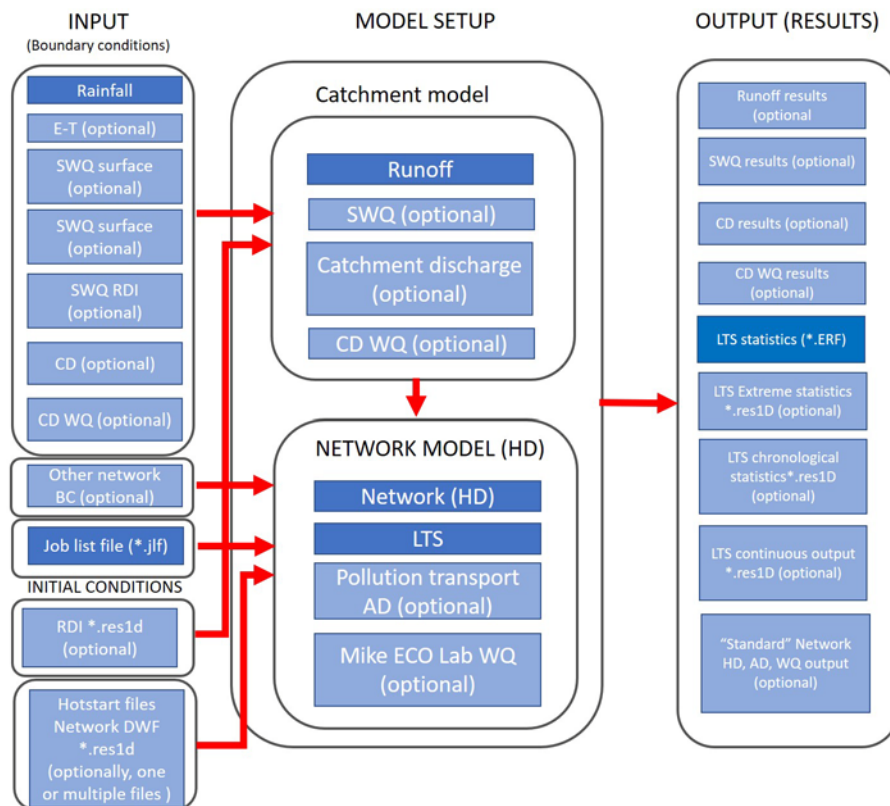 INPUT
(Boundary conditions)
Rainfall
E-T (optional)
SWQ surface
(optional)
SWQ surface
(optional)
SWQ RDI
(optional)
CD (optional)
CD WQ (optional)
Other network
BC (optional)
Job list file (*.jlf)
INITIAL CONDITIONS
RDI *.res1d
(optional)
Hotstart files
Network DWF
*.res1d
(optionally, one
or multiple files )
MODEL SETUP
Catchment model
Runoff
SWQ (optional)
Catchment discharge
(optional)
CD WQ (optional)
NETWORK MODEL (HD)
Network (HD)
LTS
Pollution transport
AD (optional)
Mike ECO Lab WQ
(optional)
OUTPUT (RESULTS)
Runoff results
(optional
SWQ results (optional)
CD results (optional)
CD WQ results
(optional)
LTS statistics (*.ERF)
LTS Extreme statistics
*.res1D (optional)
LTS chronological
statistics*.res1D
(optional)
LTS continuous output
*.res1D (optional)
“Standard” Network
HD, AD, WQ output
(optional)